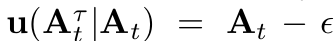 u(A_t^τ|A_t) = A_t − ϵ